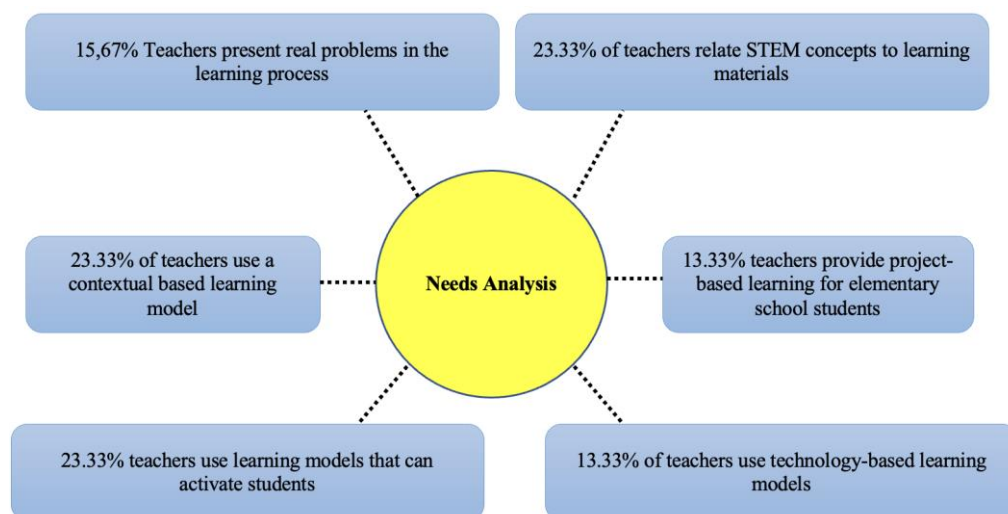 15,67% Teachers present real problems in the
learning process
23.33% of teachers relate STEM concepts to learning
materials
23.33% of teachers use a
contextual based learning
model
Needs Analysis
13.33% teachers provide project-
based learning for elementary
school students
23.33% teachers use learning models that can
activate students
13.33% of teachers use technology-based learning
models